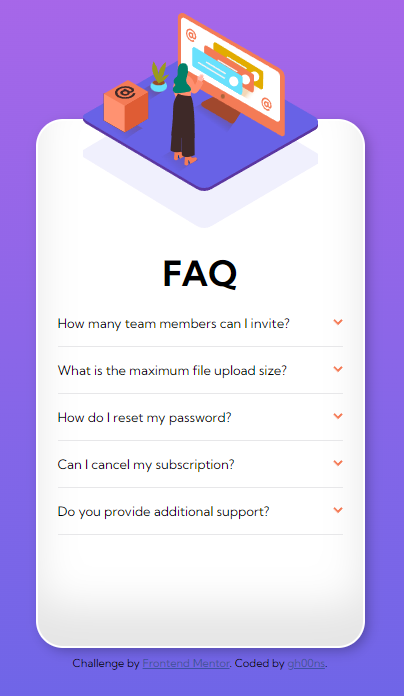 @
@
@
FAQ
How many team members can I invite?
What is the maximum file upload size?
How do I reset my password?
Can I cancel my subscription?
Do you provide additional support?
Challenge by Frontend Mentor. Coded by gh00ns.